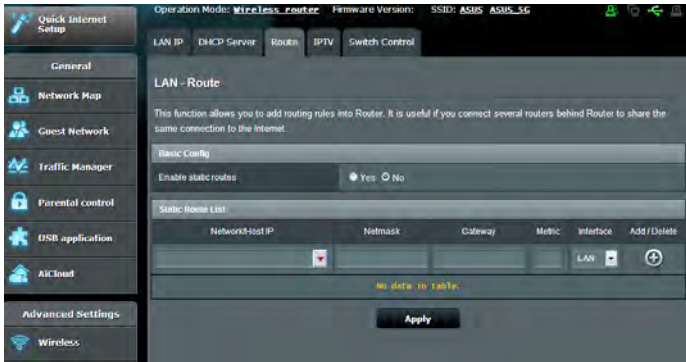 Quick Internet
Setup
Operation Mode: Wireless router Firmware Version: SSID: ASUS ASUS_5G
LAN IP DHCP Server Route IPTV Switch Control
General
Network Map
Guest Network
Traffic Manager
Parental control
USB application
AiCloud
Advanced Settings
Wireless
LAN - Route
This function allows you to add routing rules into Router. It is useful if you connect several routers behind Router to share the
same connection to the Internet.
Basic Config
Enable static routes Yes No
Static Route List
Network/Host IP Netmask Gateway Metric Interface Add / Delete
LAN
No data in table.
Apply